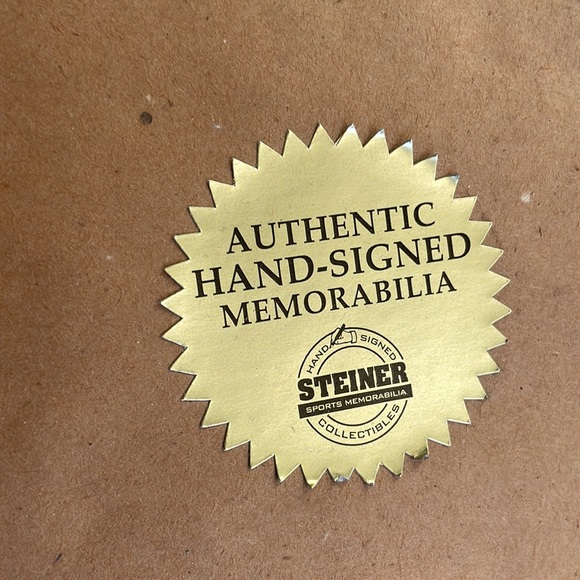 AUTHENTIC
HAND-SIGNED
MEMORABILIA
HAND SIGNED
STEINER
SPORTS MEMORABILIA
COLLECTIBLES